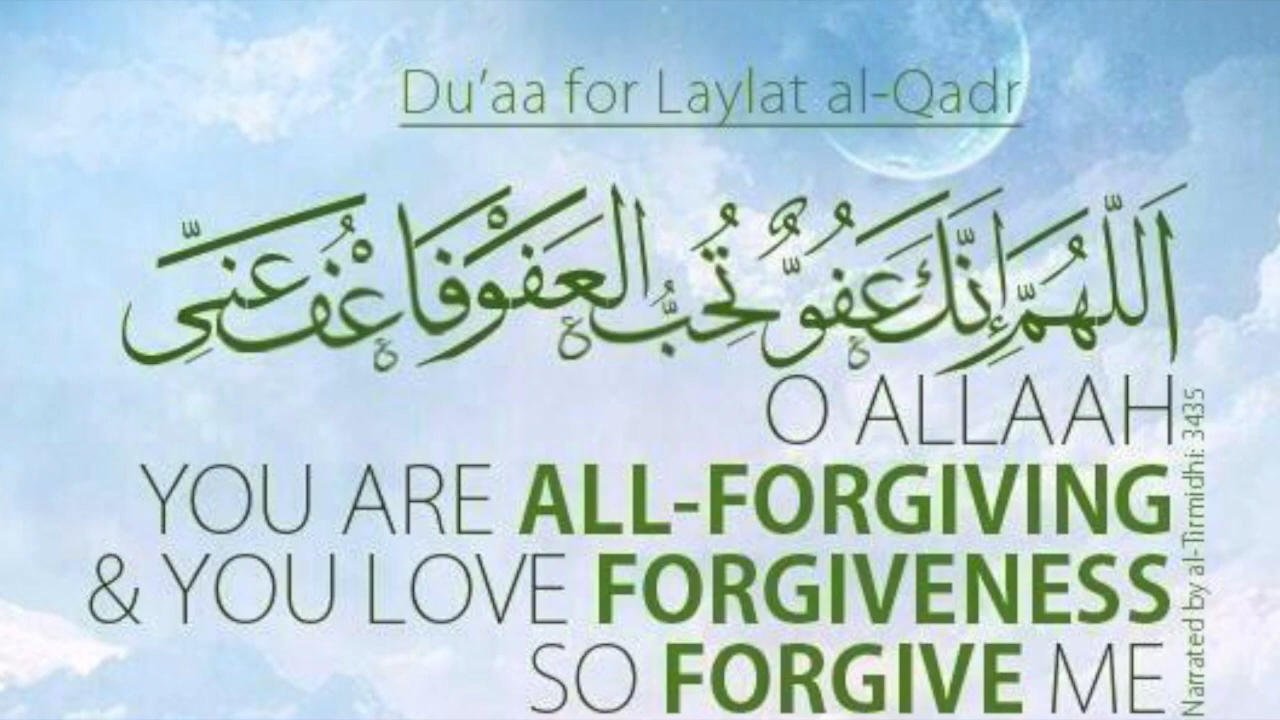 Du'aa for Laylat al-Qadr
اَللّٰهُمَّ إِنَّكَ عَفُوٌّ تُحِبُّ الْعَفْوَ فَاعْفُ عَنِّي
O ALLAAH
YOU ARE ALL-FORGIVING
& YOU LOVE FORGIVENESS
SO FORGIVE ME
Narrated by al-Tirmidhi: 3435